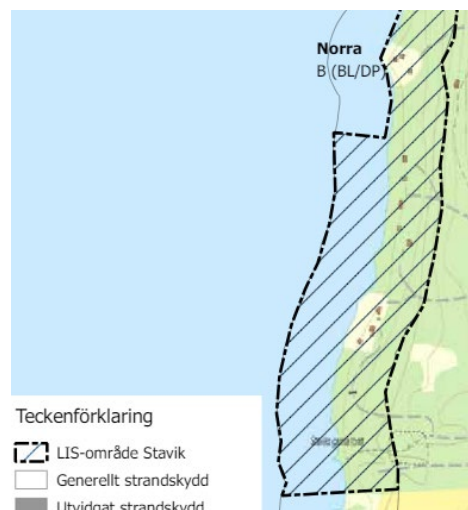 Norra
B (BL/DP)
Teckenförklaring
LIS-område Stavik
Generellt strandskydd
Utvidgat strandskydd